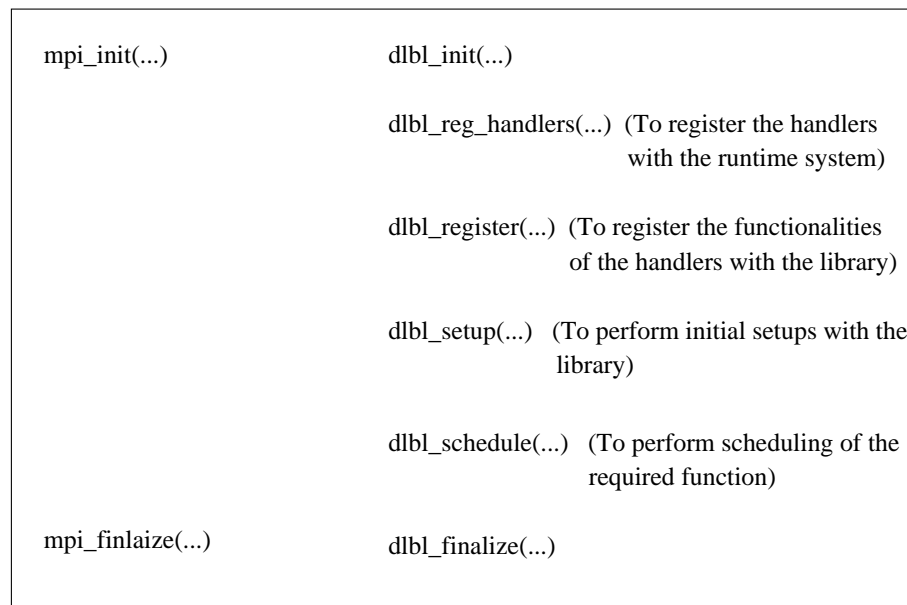 mpi_init(...) dlbl_init(...)
dlbl_reg_handlers(...) (To register the handlers
with the runtime system)
dlbl_register(...) (To register the functionalities
of the handlers with the library)
dlbl_setup(...) (To perform initial setups with the
library)
dlbl_schedule(...) (To perform scheduling of the
required function)
mpi_finlaize(...) dlbl_finalize(...)